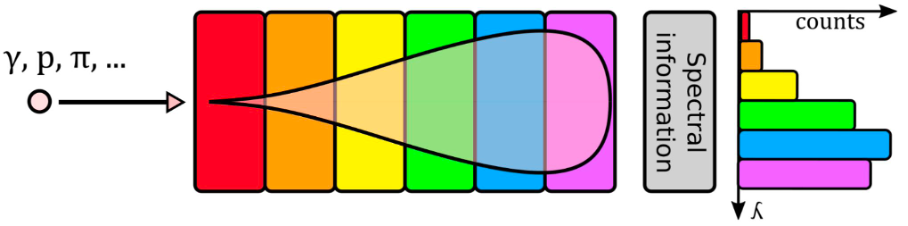 γ, p, π, ...
Spectral
information
counts
λ